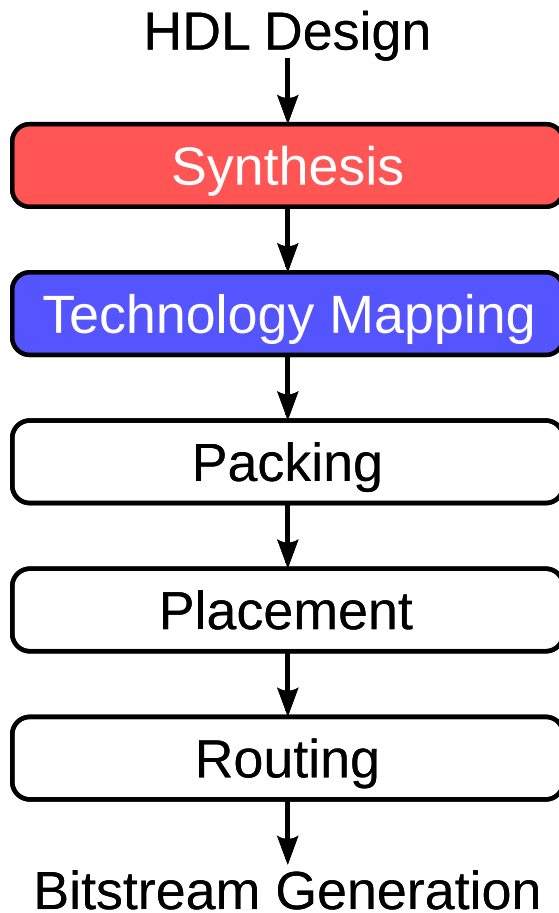 HDL Design
Synthesis
Technology Mapping
Packing
Placement
Routing
Bitstream Generation